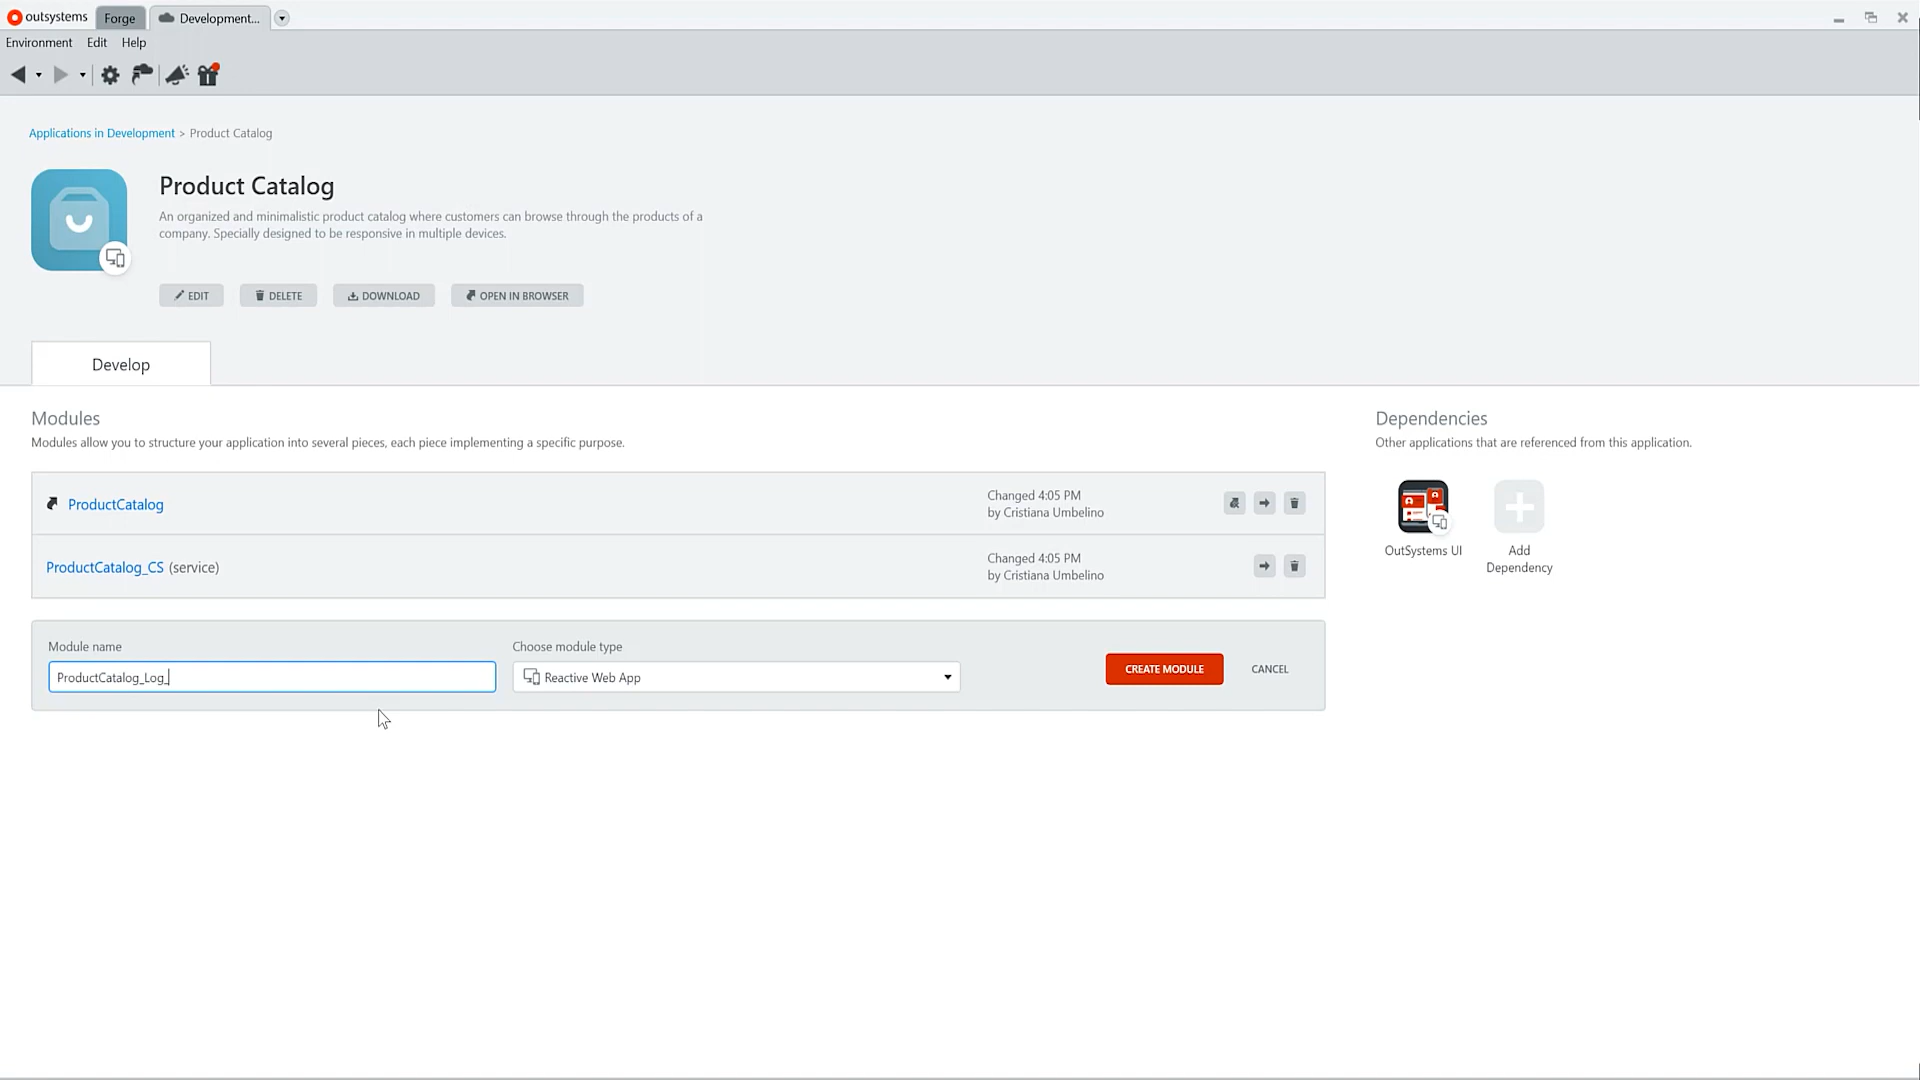 outsystems
Forge
Development...
Environment Edit Help
Applications in Development > Product Catalog
Product Catalog
An organized and minimalistic product catalog where customers can browse through the products of a
company. Specially designed to be responsive in multiple devices.
EDIT
DELETE
DOWNLOAD
OPEN IN BROWSER
Develop
Modules
Modules allow you to structure your application into several pieces, each piece implementing a specific purpose.
ProductCatalog
Changed 4:05 PM
by Cristiana Umbelino
ProductCatalog_CS (service)
Changed 4:05 PM
by Cristiana Umbelino
Module name
ProductCatalog_Log_
Choose module type
Reactive Web App
CREATE MODULE
CANCEL
Dependencies
Other applications that are referenced from this application.
OutSystems UI
Add
Dependency